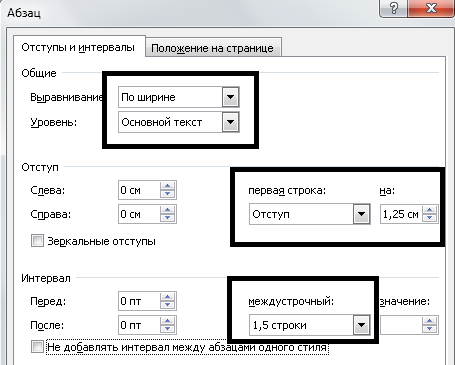 Абзац
Отступы и интервалы Положение на странице
Общие
Выравнивание По ширине
Уровень: Основной текст
Отступ
Слева: 0 см первая строка: на:
Справа: 0 см Отступ 1,25 см
Зеркальные отступы
Интервал
Перед: 0 пт междустрочный: значение:
После: 0 пт 1,5 строки
Не добавлять интервал между абзацами одного стиля